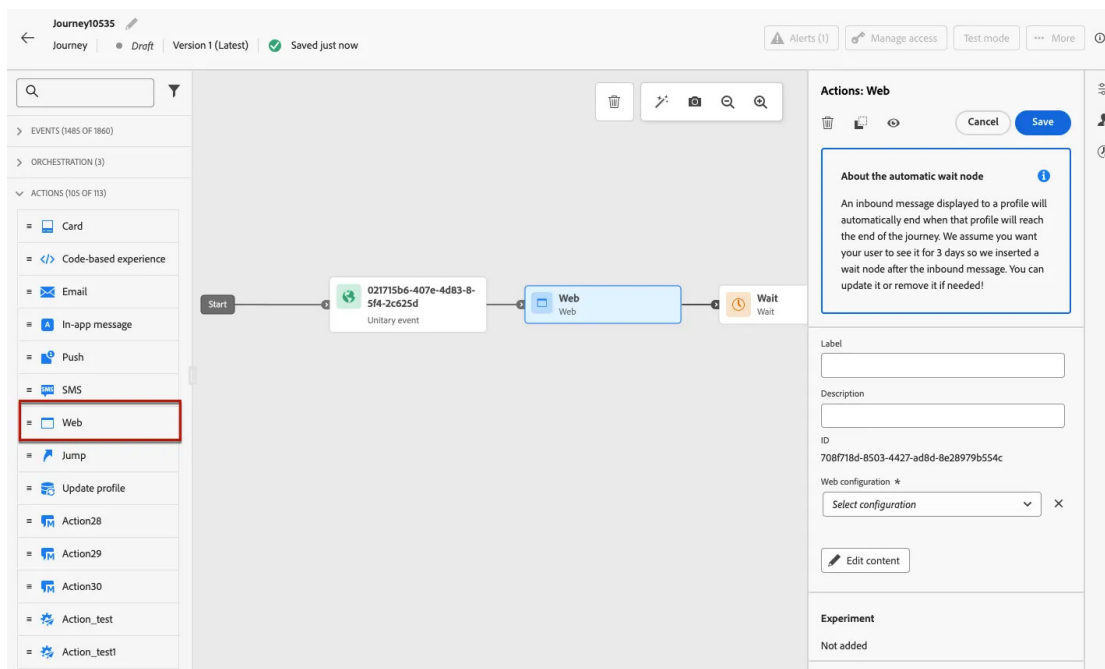 Journey10535
Journey
Draft
Version 1 (Latest)
Saved just now
Alerts (1)
Manage access
Test mode
More
EVENTS (1485 OF 1860)
ORCHESTRATION (3)
ACTIONS (105 OF 113)
Card
Code-based experience
Email
In-app message
Push
SMS
SMS
Web
Jump
Update profile
Action28
Action29
Action30
Action_test
Action_test1
Start
021715b6-407e-4d83-8-
5f4-2c625d
Unitary event
Web
Web
Wait
Wait
Actions: Web
Cancel
Save
About the automatic wait node
An inbound message displayed to a profile will
automatically end when that profile will reach
the end of the journey. We assume you want
your user to see it for 3 days so we inserted a
wait node after the inbound message. You can
update it or remove it if needed!
Label
Description
ID
708f718d-8503-4427-ad8d-8e28979b554c
Web configuration *
Select configuration
Edit content
Experiment
Not added